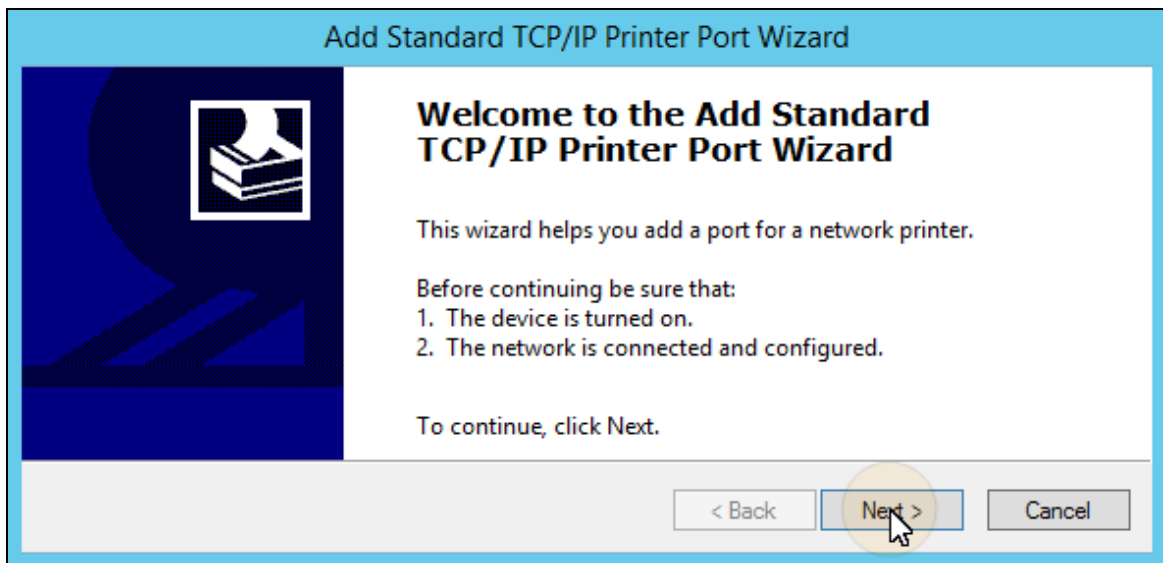 Add Standard TCP/IP Printer Port Wizard
Welcome to the Add Standard
TCP/IP Printer Port Wizard
This wizard helps you add a port for a network printer.
Before continuing be sure that:
1. The device is turned on.
2. The network is connected and configured.
To continue, click Next.
< Back
Next >
Cancel